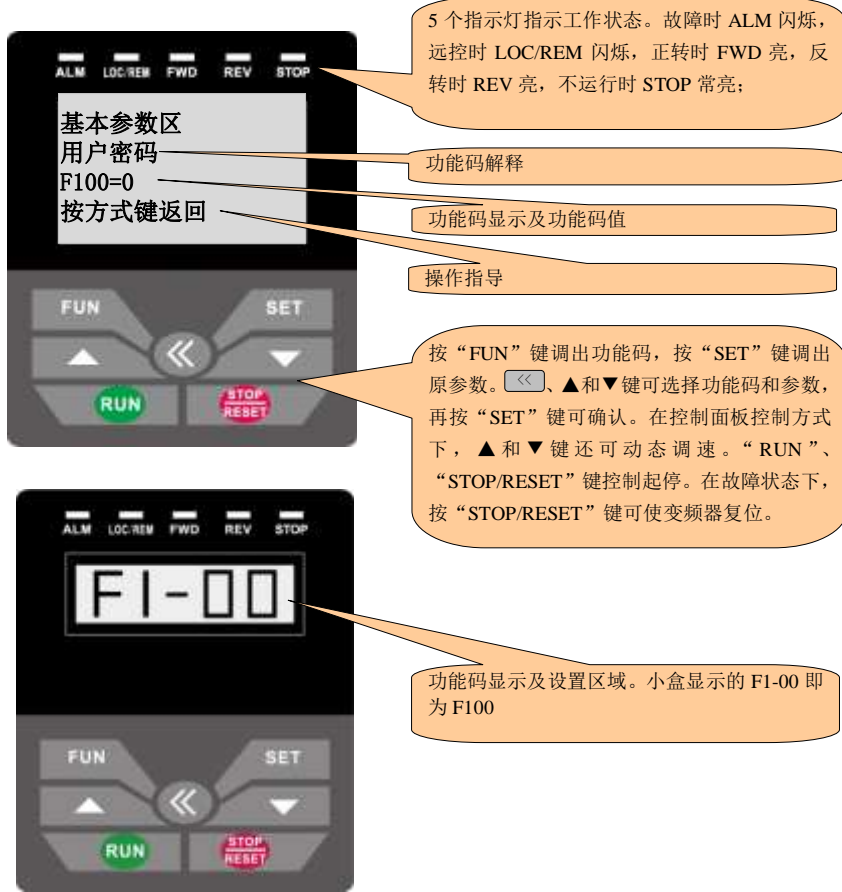 5 个指示灯指示工作状态。故障时 ALM 闪烁，
远控时 LOC/REM 闪烁，正转时 FWD 亮，反
转时 REV 亮，不运行时 STOP 常亮；
ALM LOC/REM FWD REV STOP
基本参数区
用户密码
F100=0
按方式键返回
功能码解释
功能码显示及功能码值
操作指导
FUN SET
RUN STOP
RESET
按“FUN”键调出功能码，按“SET”键调出
原参数。<<、▲和▼键可选择功能码和参数，
再按“SET”键可确认。在控制面板控制方式
下，▲和▼键还可动态调速。“RUN”、
“STOP/RESET”键控制起停。在故障状态下，
按“STOP/RESET”键可使变频器复位。
ALM LOC/REM FWD REV STOP
F1-00
功能码显示及设置区域。小盒显示的 F1-00 即
为 F100
FUN SET
RUN STOP
RESET